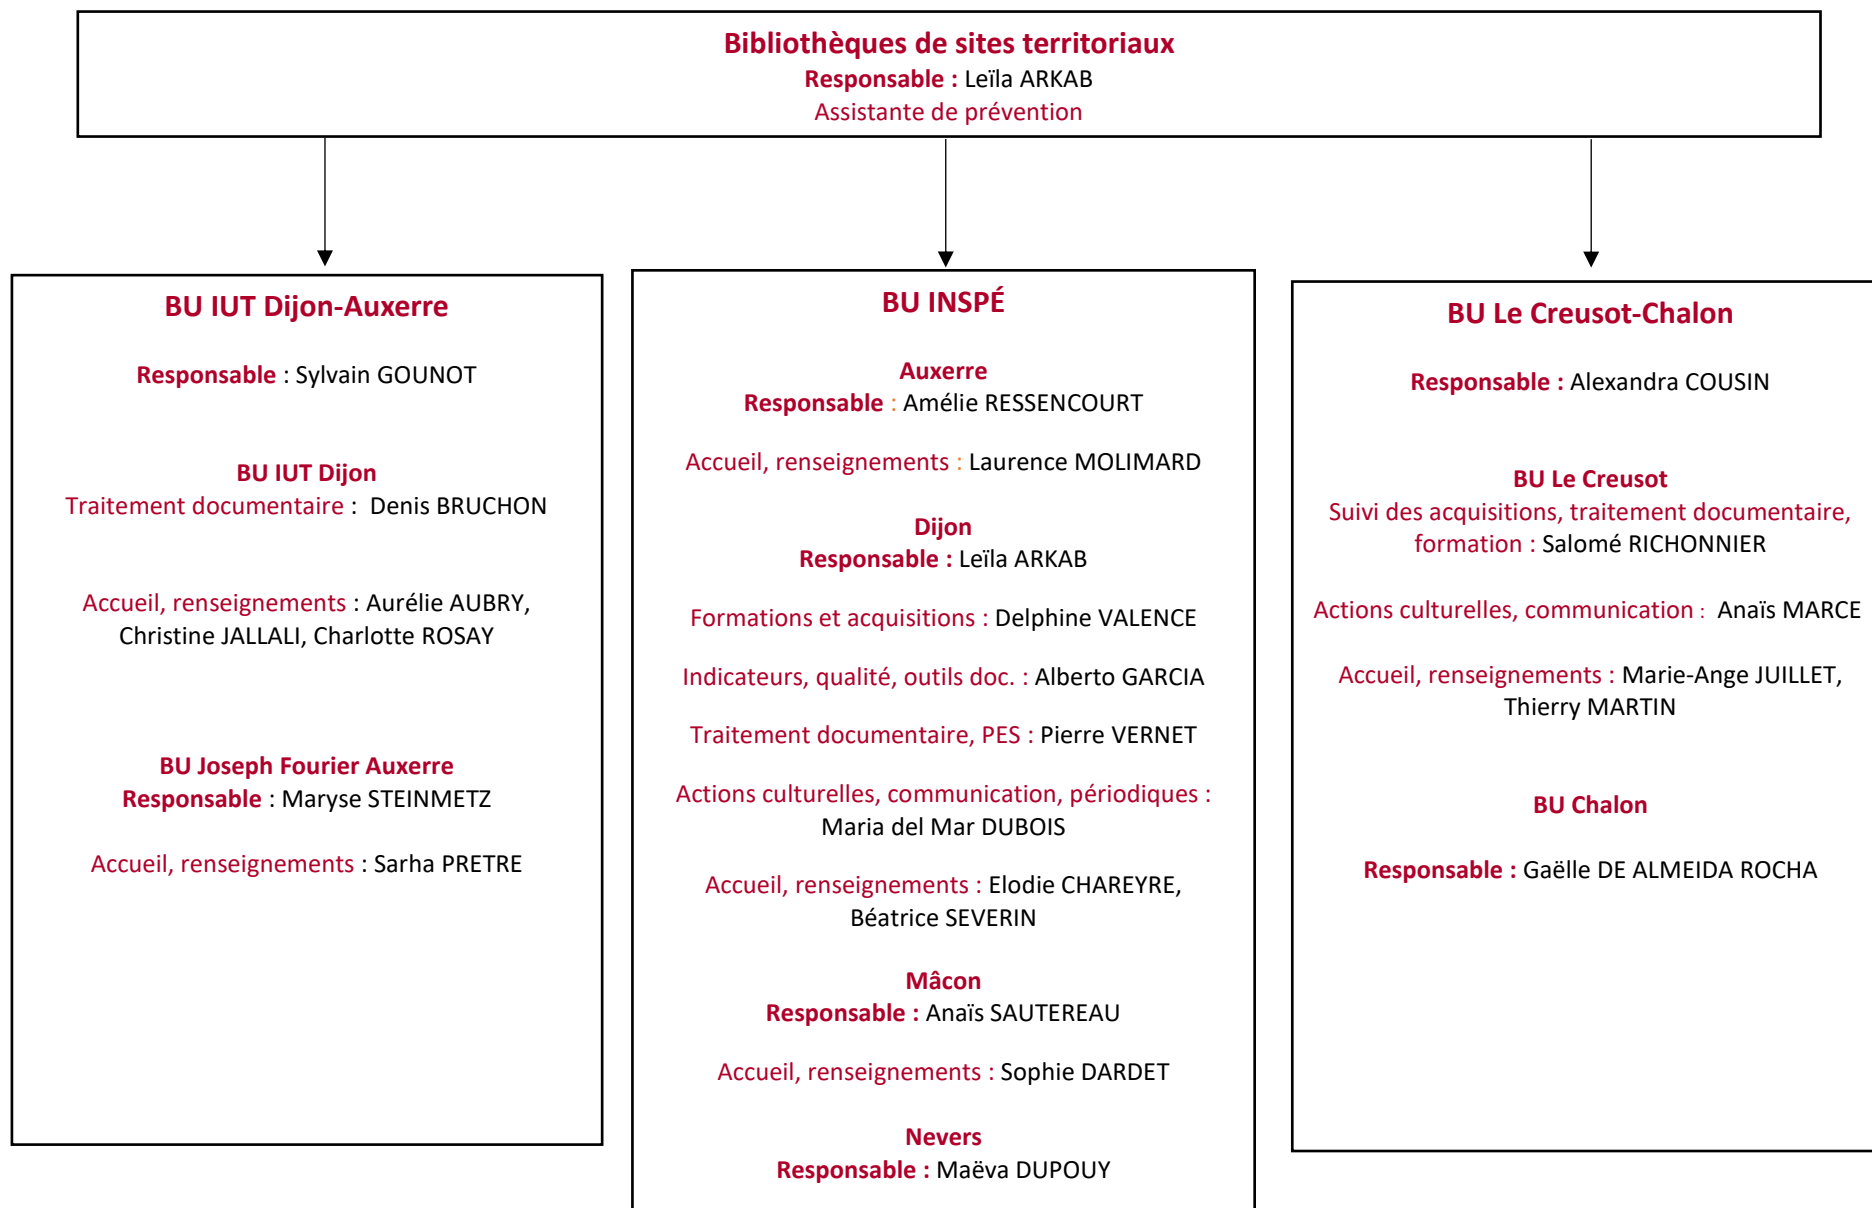 Bibliothèques de sites territoriaux
Responsable : Leïla ARKAB
Assistante de prévention
BU IUT Dijon-Auxerre
Responsable : Sylvain GOUNOT
BU IUT Dijon
Traitement documentaire :  Denis BRUCHON
Accueil, renseignements : Aurélie AUBRY,
Christine JALLALI, Charlotte ROSAY
BU Joseph Fourier Auxerre
Responsable : Maryse STEINMETZ
Accueil, renseignements : Sarha PRETRE
BU INSPÉ
Auxerre
Responsable : Amélie RESSENCOURT
Accueil, renseignements : Laurence MOLIMARD
Dijon
Responsable : Leïla ARKAB
Formations et acquisitions : Delphine VALENCE
Indicateurs, qualité, outils doc. : Alberto GARCIA
Traitement documentaire, PES : Pierre VERNET
Actions culturelles, communication, périodiques :
Maria del Mar DUBOIS
Accueil, renseignements : Elodie CHAREYRE,
Béatrice SEVERIN
Mâcon
Responsable : Anaïs SAUTEREAU
Accueil, renseignements : Sophie DARDET
Nevers
Responsable : Maëva DUPOUY
BU Le Creusot-Chalon
Responsable : Alexandra COUSIN
BU Le Creusot
Suivi des acquisitions, traitement documentaire,
formation : Salomé RICHONNIER
Actions culturelles, communication :  Anaïs MARCE
Accueil, renseignements : Marie-Ange JUILLET,
Thierry MARTIN
BU Chalon
Responsable : Gaëlle DE ALMEIDA ROCHA